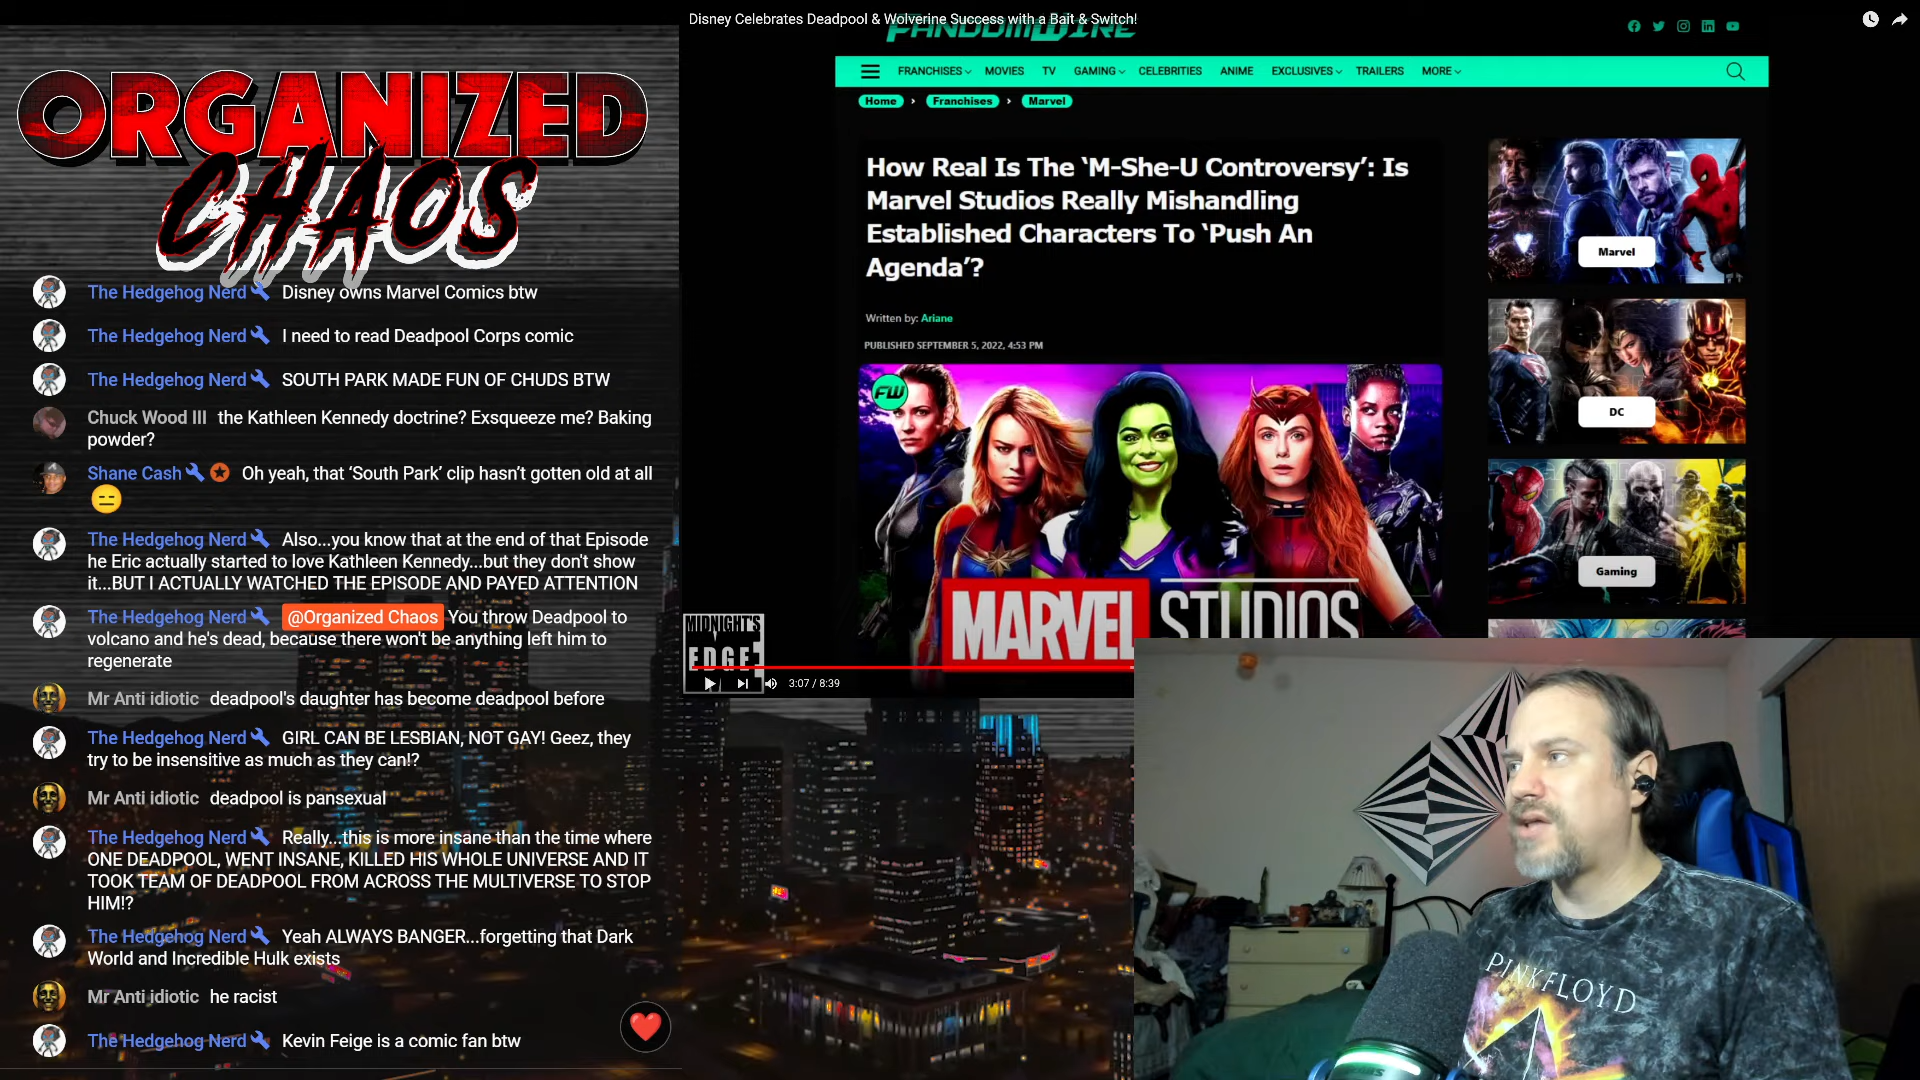 ORGANIZED
CHAOS
The Hedgehog Nerd Disney owns Marvel Comics btw
The Hedgehog Nerd I need to read Deadpool Corps comic
The Hedgehog Nerd SOUTH PARK MADE FUN OF CHUDS BTW
Chuck Wood III the Kathleen Kennedy doctrine? Exsqueeze me? Baking
powder?
Shane Cash Oh yeah, that ‘South Park’ clip hasn’t gotten old at all
The Hedgehog Nerd Also...you know that at the end of that Episode
he Eric actually started to love Kathleen Kennedy...but they don't show
it...BUT I ACTUALLY WATCHED THE EPISODE AND PAYED ATTENTION
The Hedgehog Nerd @Organized Chaos You throw Deadpool to
volcano and he's dead, because there won't be anything left him to
regenerate
Mr Anti idiotic deadpool's daughter has become deadpool before
The Hedgehog Nerd GIRL CAN BE LESBIAN, NOT GAY! Geez, they
try to be insensitive as much as they can!?
Mr Anti idiotic deadpool is pansexual
The Hedgehog Nerd Really...this is more insane than the time where
ONE DEADPOOL, WENT INSANE, KILLED HIS WHOLE UNIVERSE AND IT
TOOK TEAM OF DEADPOOL FROM ACROSS THE MULTIVERSE TO STOP
HIM!?
The Hedgehog Nerd Yeah ALWAYS BANGER...forgetting that Dark
World and Incredible Hulk exists
Mr Anti idiotic he racist
The Hedgehog Nerd Kevin Feige is a comic fan btw
Disney Celebrates Deadpool & Wolverine Success with a Bait & Switch!
FANDOMWIRE
FRANCHISES MOVIES TV GAMING CELEBRITIES ANIME EXCLUSIVES TRAILERS MORE
Home › Franchises › Marvel
How Real Is The ‘M-She-U Controversy’: Is
Marvel Studios Really Mishandling
Established Characters To ‘Push An
Agenda’?
Written by: Ariane
PUBLISHED SEPTEMBER 5, 2022, 4:53 PM
FW
MARVEL STUDIOS
Marvel
DC
Gaming
MIDNIGHT'S
EDGE
3:07 / 8:39
PINK FLOYD